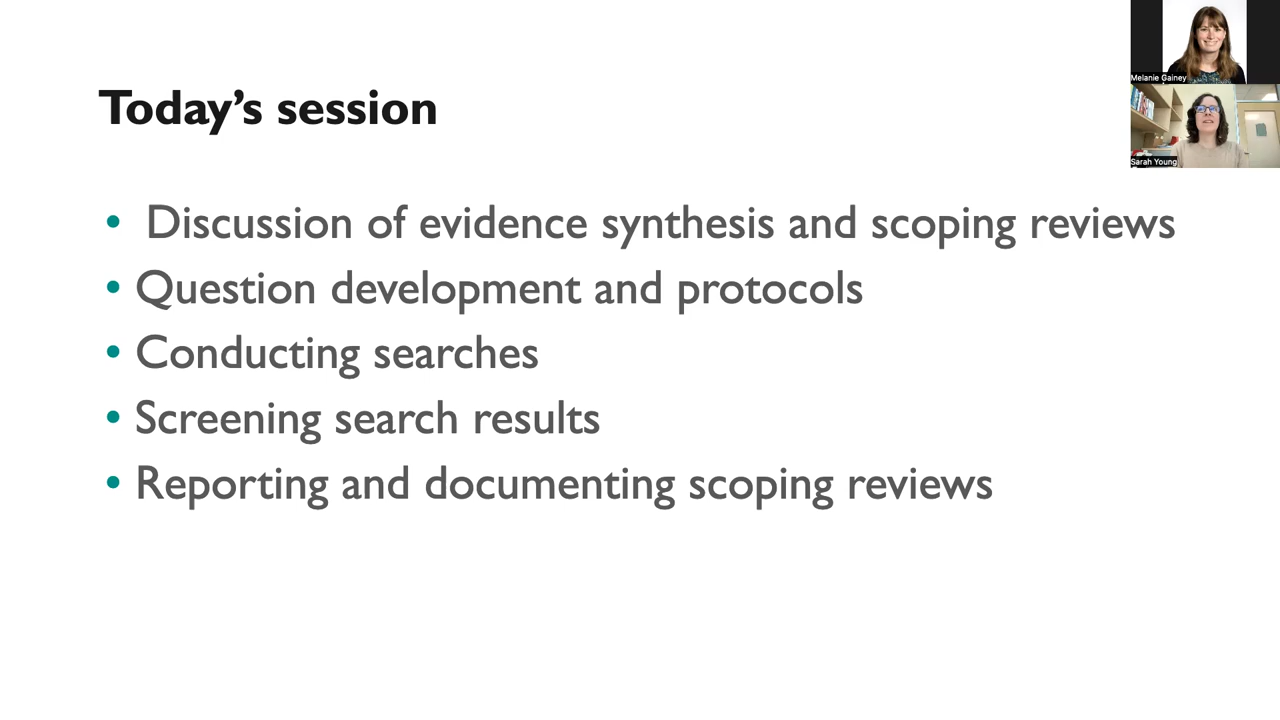 Today’s session
• Discussion of evidence synthesis and scoping reviews
• Question development and protocols
• Conducting searches
• Screening search results
• Reporting and documenting scoping reviews
Melanie Gainey
Sarah Young